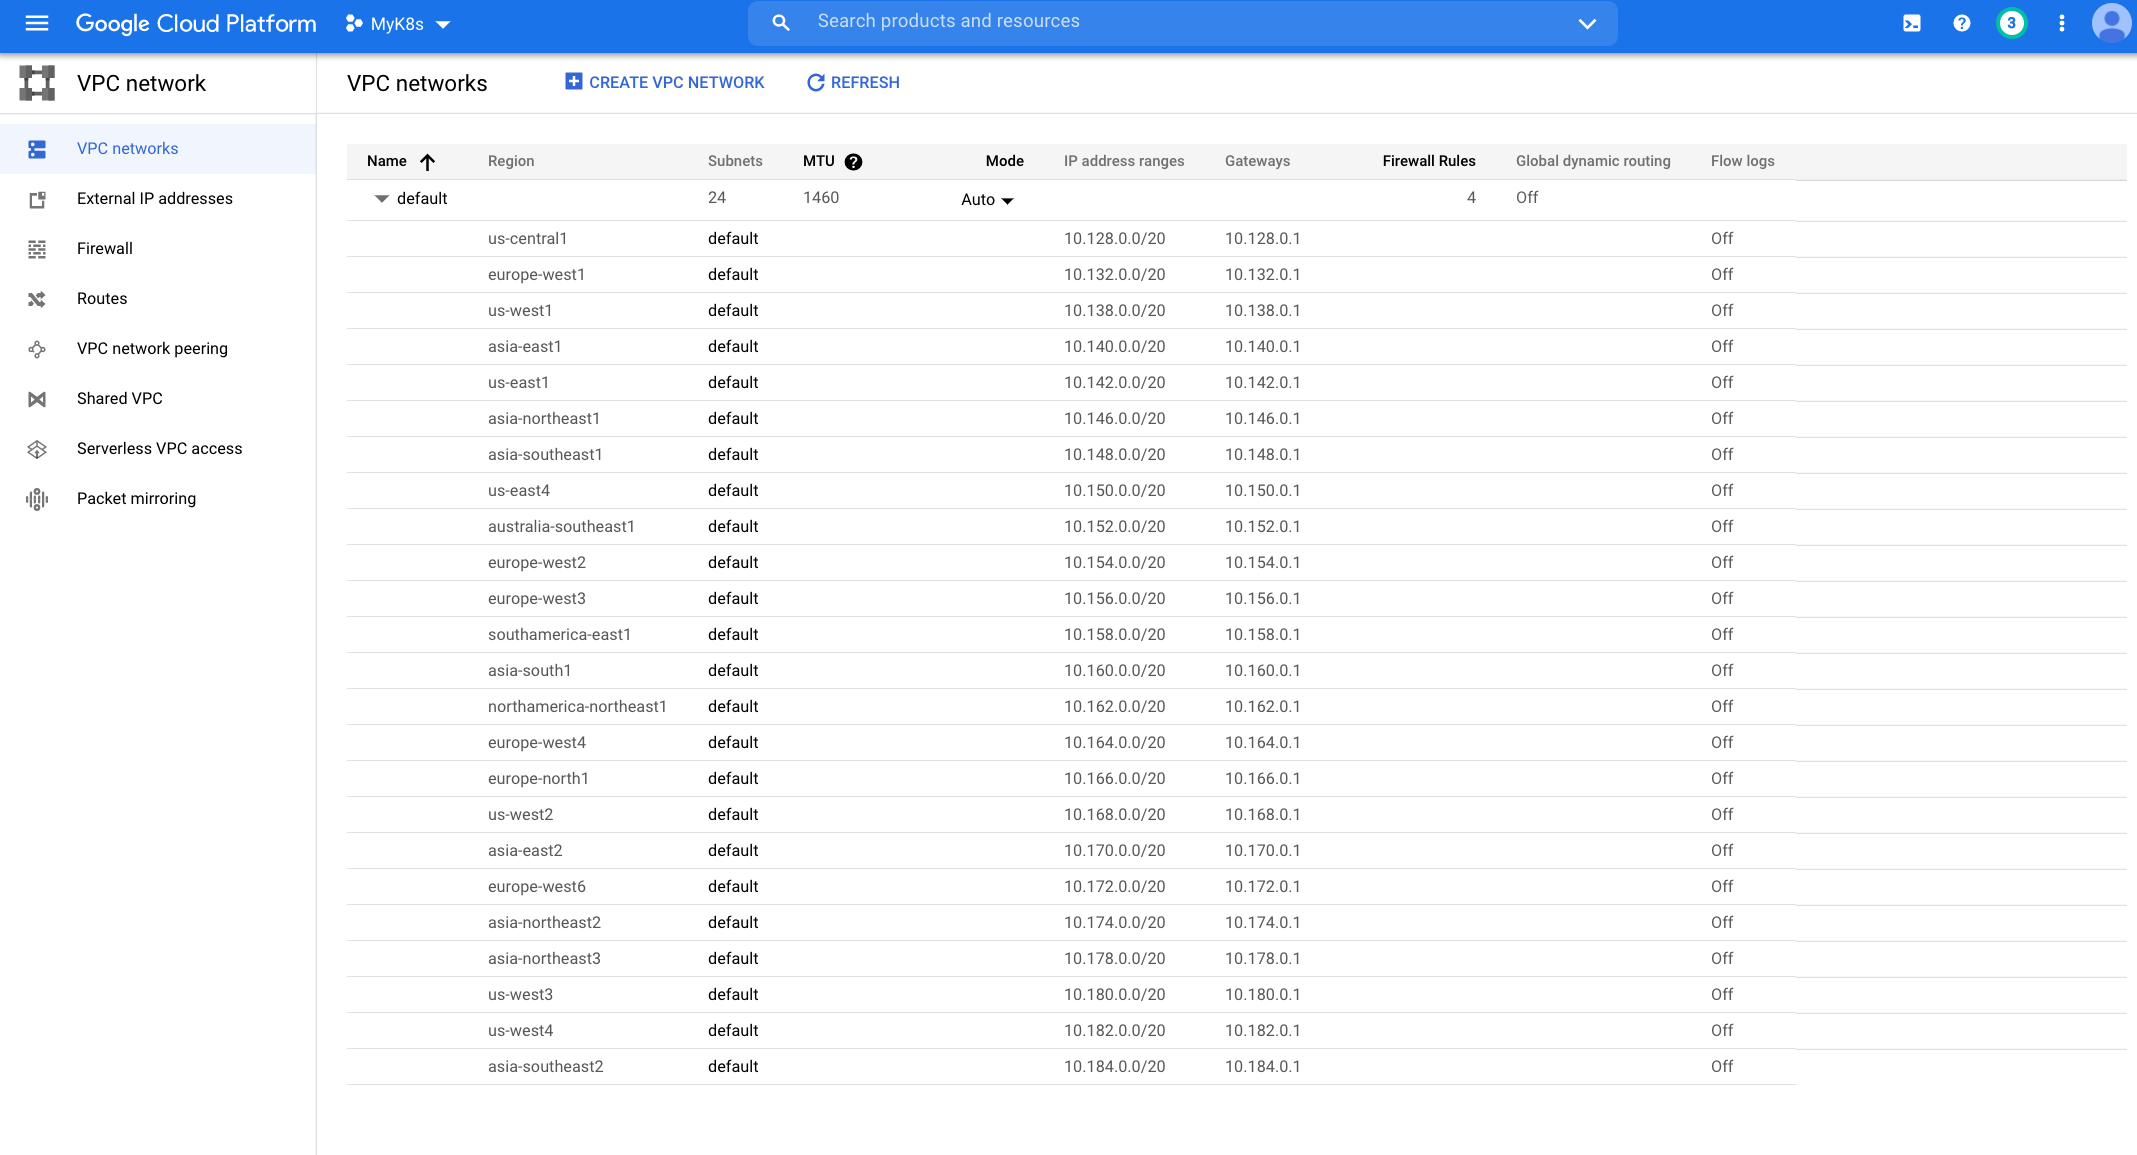 Google Cloud Platform MyK8s Search products and resources 3
VPC network
VPC networks
External IP addresses
Firewall
Routes
VPC network peering
Shared VPC
Serverless VPC access
Packet mirroring
VPC networks CREATE VPC NETWORK REFRESH
Name Region Subnets MTU Mode IP address ranges Gateways Firewall Rules Global dynamic routing Flow logs
default 24 1460 Auto 4 Off
us-central1 default 10.128.0.0/20 10.128.0.1 Off
europe-west1 default 10.132.0.0/20 10.132.0.1 Off
us-west1 default 10.138.0.0/20 10.138.0.1 Off
asia-east1 default 10.140.0.0/20 10.140.0.1 Off
us-east1 default 10.142.0.0/20 10.142.0.1 Off
asia-northeast1 default 10.146.0.0/20 10.146.0.1 Off
asia-southeast1 default 10.148.0.0/20 10.148.0.1 Off
us-east4 default 10.150.0.0/20 10.150.0.1 Off
australia-southeast1 default 10.152.0.0/20 10.152.0.1 Off
europe-west2 default 10.154.0.0/20 10.154.0.1 Off
europe-west3 default 10.156.0.0/20 10.156.0.1 Off
southamerica-east1 default 10.158.0.0/20 10.158.0.1 Off
asia-south1 default 10.160.0.0/20 10.160.0.1 Off
northamerica-northeast1 default 10.162.0.0/20 10.162.0.1 Off
europe-west4 default 10.164.0.0/20 10.164.0.1 Off
europe-north1 default 10.166.0.0/20 10.166.0.1 Off
us-west2 default 10.168.0.0/20 10.168.0.1 Off
asia-east2 default 10.170.0.0/20 10.170.0.1 Off
europe-west6 default 10.172.0.0/20 10.172.0.1 Off
asia-northeast2 default 10.174.0.0/20 10.174.0.1 Off
asia-northeast3 default 10.178.0.0/20 10.178.0.1 Off
us-west3 default 10.180.0.0/20 10.180.0.1 Off
us-west4 default 10.182.0.0/20 10.182.0.1 Off
asia-southeast2 default 10.184.0.0/20 10.184.0.1 Off